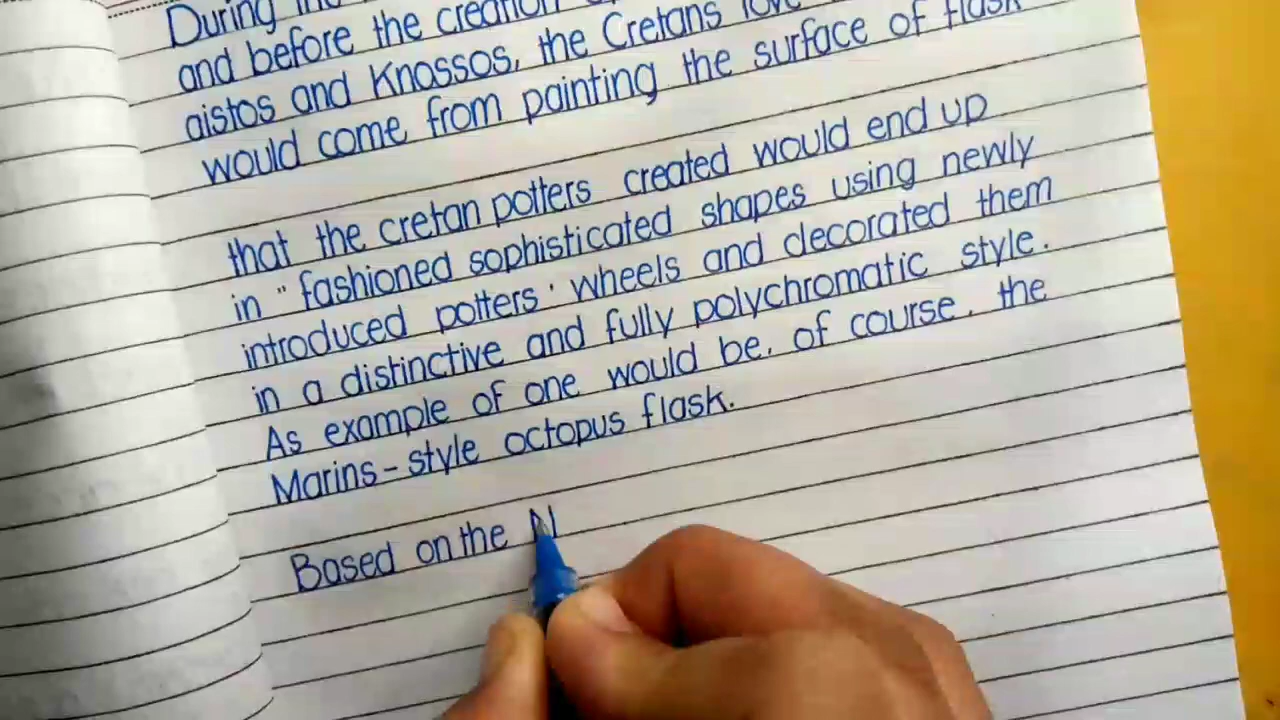 During the
and before the creation
aistos and Knossos, the Cretans love
would come from painting the surface of flask
that the cretan potters created would end up
in " fashioned sophisticated shapes using newly
introduced potters ' wheels and decorated them
in a distinctive and fully polychromatic style.
As example of one would be, of course, the
Marins - style octopus flask.
Based on the N